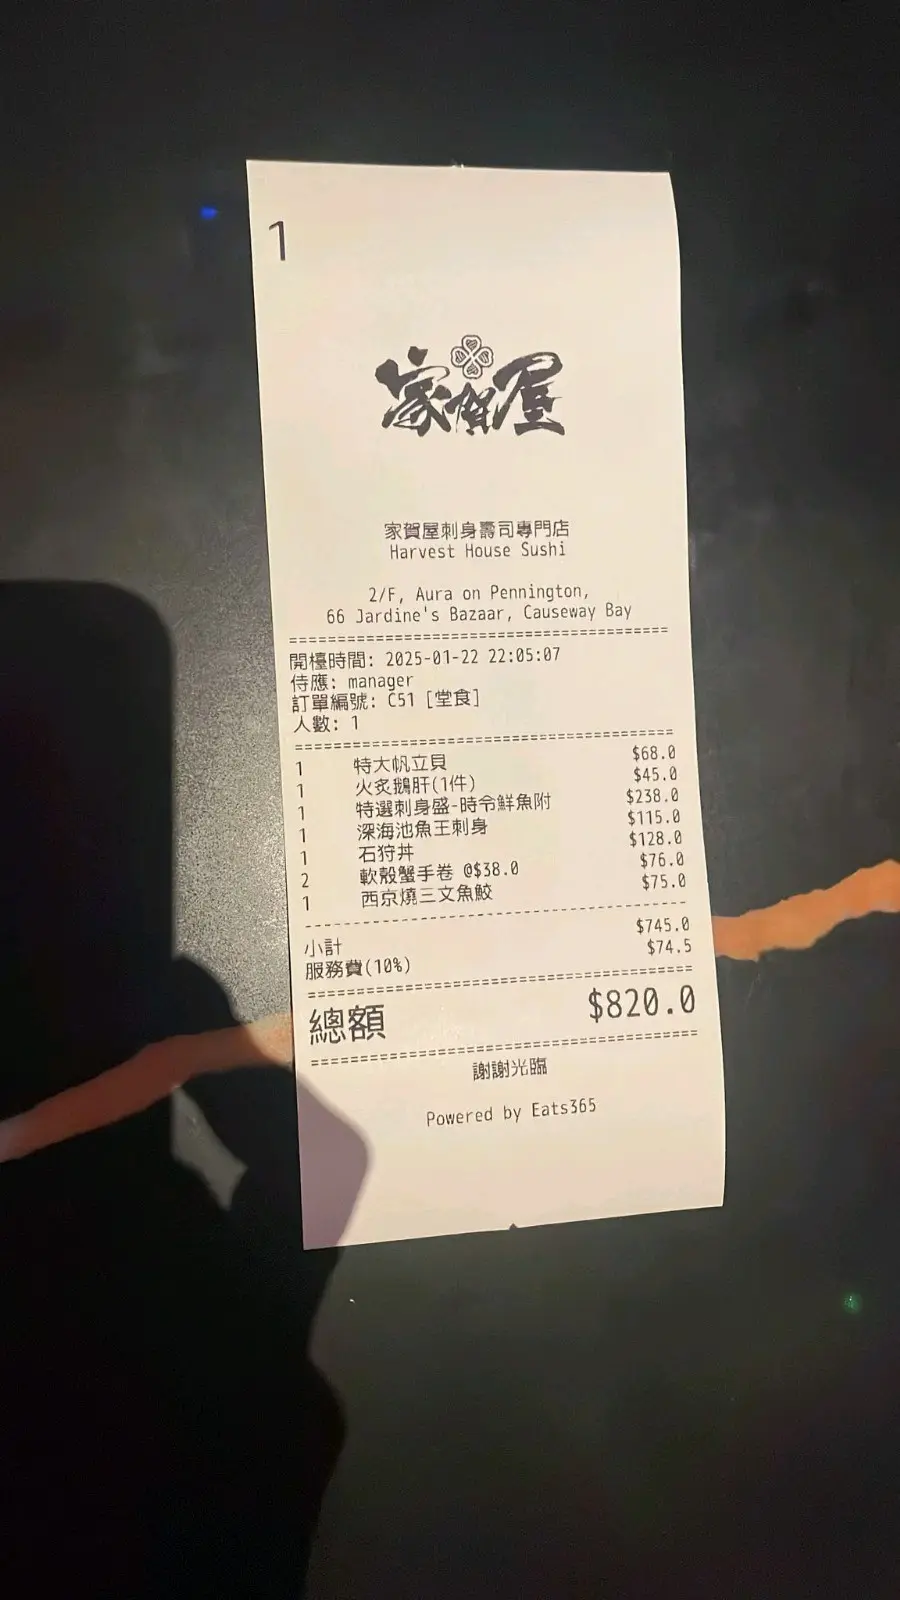 1
家賀屋
家賀屋刺身壽司專門店
Harvest House Sushi
2/F, Aura on Pennington,
66 Jardine's Bazaar, Causeway Bay
開檯時間: 2025-01-22 22:05:07
侍應: manager
訂單編號: C51 [堂食]
人數: 1
1 特大帆立貝 $68.0
1 火炙鵝肝(1件) $45.0
1 特選刺身盛-時令鮮魚附 $238.0
1 深海池魚王刺身 $115.0
1 石狩丼 $128.0
2 軟殼蟹手卷 @$38.0 $76.0
1 西京燒三文魚鮫 $75.0
小計 $745.0
服務費(10%) $74.5
總額 $820.0
謝謝光臨
Powered by Eats365